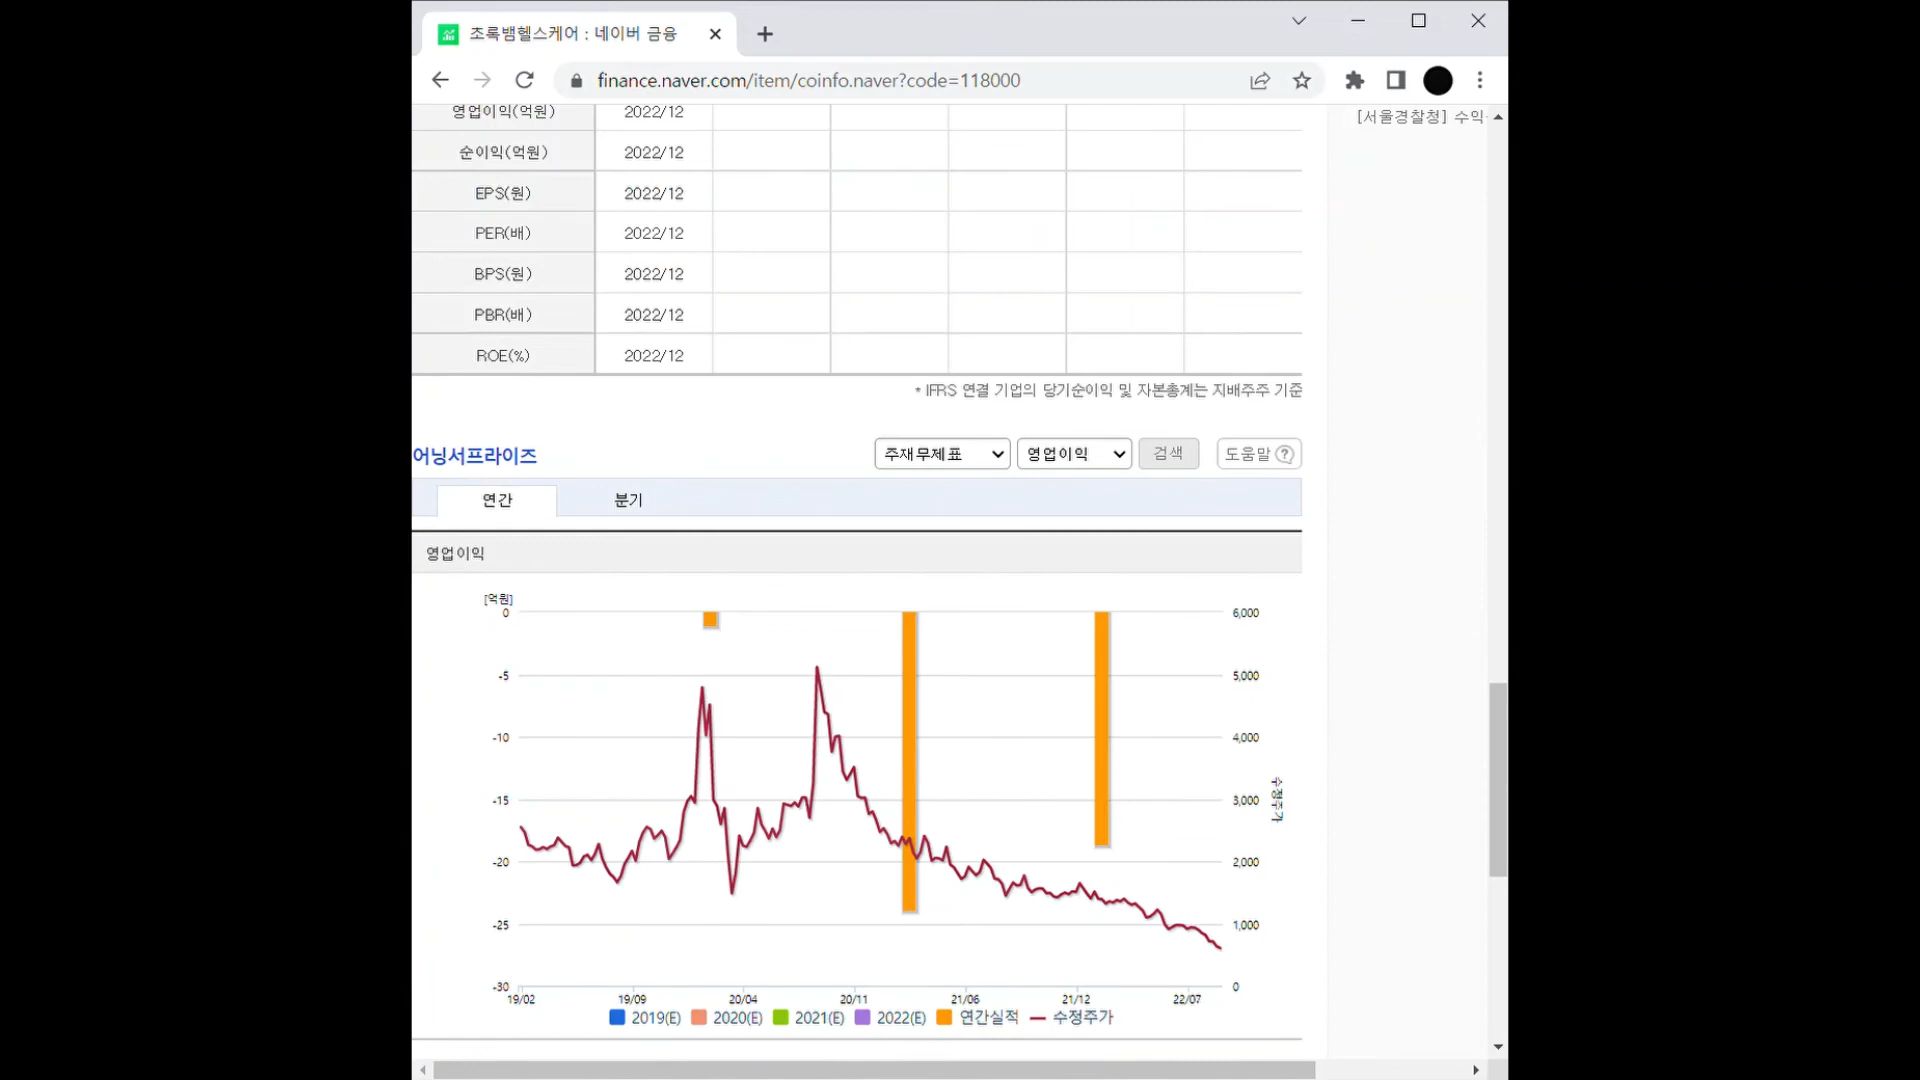 초록뱀헬스케어 : 네이버 금융
finance.naver.com/item/coinfo.naver?code=118000
[서울경찰청] 수익
영업이익(억원) 2022/12
순이익(억원) 2022/12
EPS(원) 2022/12
PER(배) 2022/12
BPS(원) 2022/12
PBR(배) 2022/12
ROE(%) 2022/12
* IFRS 연결 기업의 당기순이익 및 자본총계는 지배주주 기준
어닝서프라이즈 주재무제표 영업이익 검색 도움말 ?
연간 분기
영업이익
[억원]
0 6,000
-5 5,000
-10 4,000
-15 3,000
수정주가
-20 2,000
-25 1,000
-30 0
19/02 19/09 20/04 20/11 21/06 21/12 22/07
2019(E) 2020(E) 2021(E) 2022(E) 연간실적 수정주가